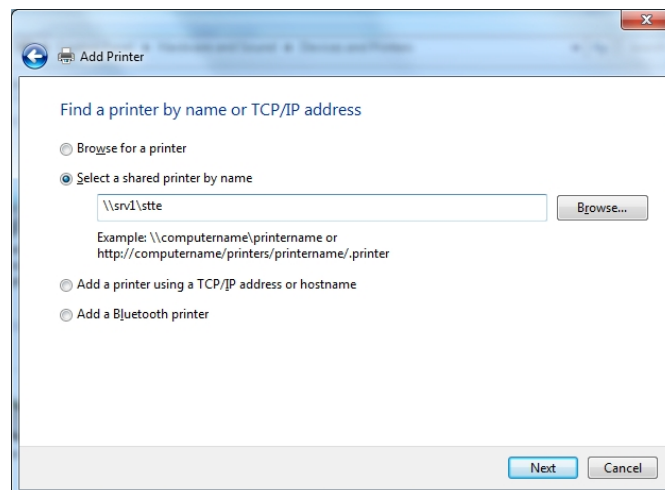 Add Printer
Find a printer by name or TCP/IP address
Browse for a printer
Select a shared printer by name
\\srv1\stte
Browse...
Example: \\computername\printername or
http://computername/printers/printername/.printer
Add a printer using a TCP/IP address or hostname
Add a Bluetooth printer
Next
Cancel